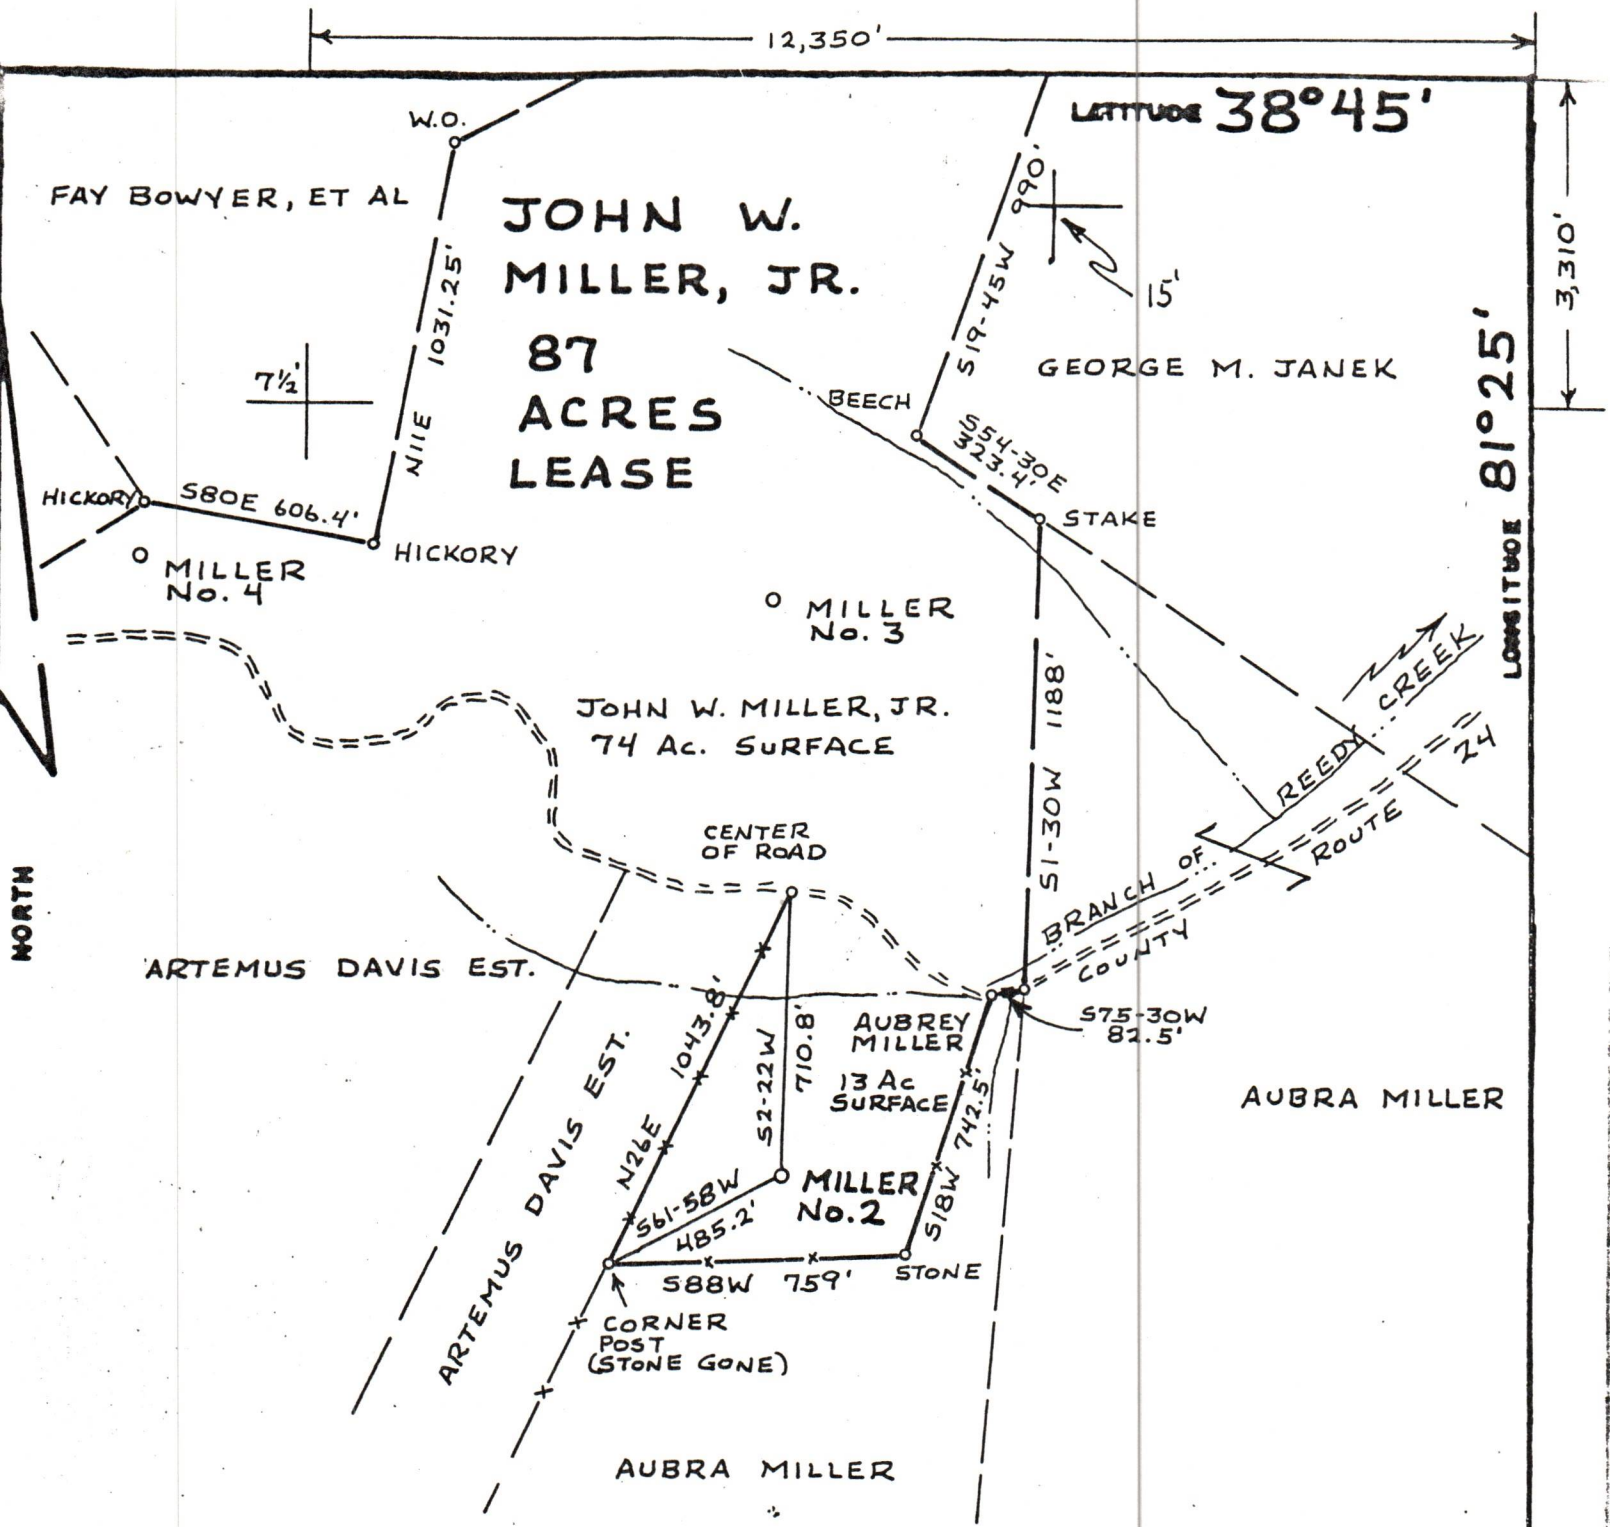 12,350'
LATITUDE 38°45'
W.O.
FAY BOWYER, ET AL
JOHN W.
MILLER, JR.
87
ACRES
LEASE
990'
S19-45W
15'
3,310'
LONGITUDE 81°25'
GEORGE M. JANEK
7½'
N11E 1031.25'
BEECH
S54-30E
323.4'
STAKE
HICKORY
S80E 606.4'
HICKORY
MILLER
No. 4
MILLER
No. 3
JOHN W. MILLER, JR.
74 Ac. SURFACE
S1-30W 1188'
BRANCH OF REEDY CREEK
COUNTY ROUTE 24
CENTER
OF ROAD
NORTH
ARTEMUS DAVIS EST.
ARTEMUS DAVIS EST.
N26E 1043.8'
S2-22W
710.8'
AUBREY
MILLER
13 Ac
SURFACE
S18W 742.5'
S75-30W
82.5'
AUBRA MILLER
MILLER
No. 2
S61-58W
485.2'
S88W 759'
STONE
CORNER
POST
(STONE GONE)
AUBRA MILLER